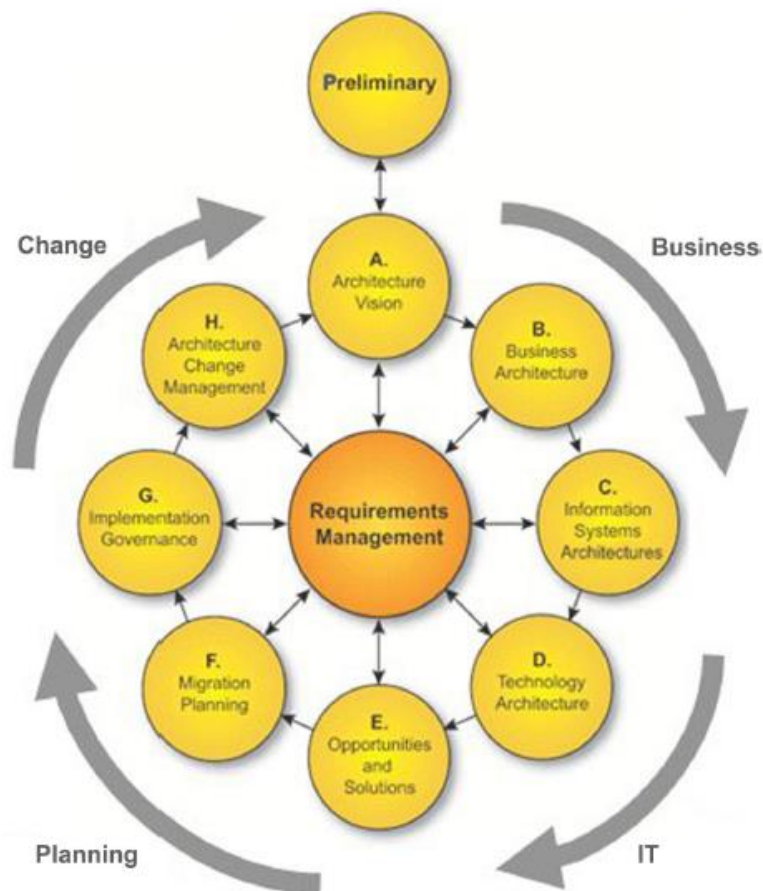 Preliminary
Change
Business
A.
Architecture
Vision
H.
Architecture
Change
Management
B.
Business
Architecture
G.
Implementation
Governance
Requirements
Management
C.
Information
Systems
Architectures
F.
Migration
Planning
D.
Technology
Architecture
E.
Opportunities
and
Solutions
Planning
IT